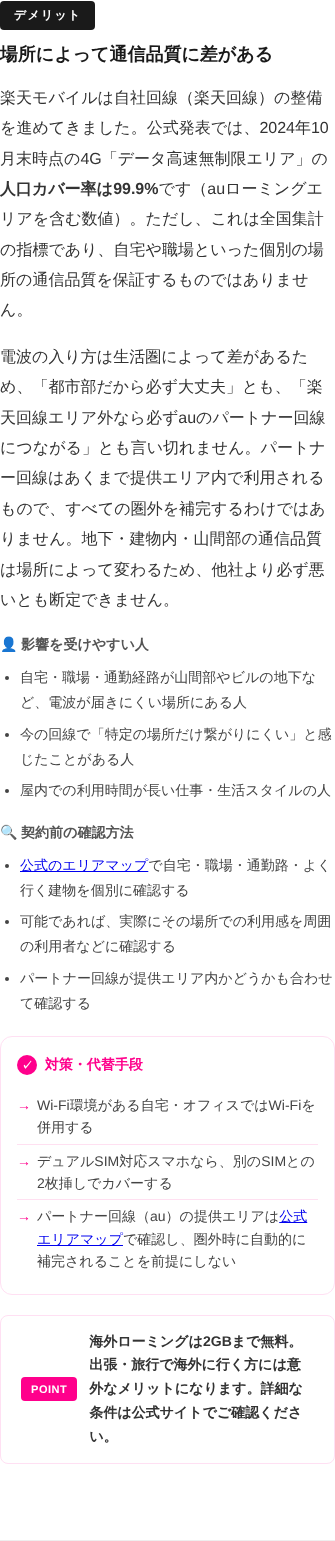 デメリット
場所によって通信品質に差がある
楽天モバイルは自社回線（楽天回線）の整備
を進めてきました。公式発表では、2024年10
月末時点の4G「データ高速無制限エリア」の
人口カバー率は99.9%です（auローミングエ
リアを含む数値）。ただし、これは全国集計
の指標であり、自宅や職場といった個別の場
所の通信品質を保証するものではありませ
ん。
電波の入り方は生活圏によって差があるた
め、「都市部だから必ず大丈夫」とも、「楽
天回線エリア外なら必ずauのパートナー回線
につながる」とも言い切れません。パートナ
ー回線はあくまで提供エリア内で利用される
もので、すべての圏外を補完するわけではあ
りません。地下・建物内・山間部の通信品質
は場所によって変わるため、他社より必ず悪
いとも断定できません。
👤 影響を受けやすい人
• 自宅・職場・通勤経路が山間部やビルの地下な
ど、電波が届きにくい場所にある人
• 今の回線で「特定の場所だけ繋がりにくい」と感
じたことがある人
• 屋内での利用時間が長い仕事・生活スタイルの人
🔍 契約前の確認方法
• 公式のエリアマップで自宅・職場・通勤路・よく
行く建物を個別に確認する
• 可能であれば、実際にその場所での利用感を周囲
の利用者などに確認する
• パートナー回線が提供エリア内かどうかも合わせ
て確認する
✓ 対策・代替手段
→ Wi-Fi環境がある自宅・オフィスではWi-Fiを
併用する
→ デュアルSIM対応スマホなら、別のSIMとの
2枚挿しでカバーする
→ パートナー回線（au）の提供エリアは公式
エリアマップで確認し、圏外時に自動的に
補完されることを前提にしない
POINT
海外ローミングは2GBまで無料。
出張・旅行で海外に行く方には意
外なメリットになります。詳細な
条件は公式サイトでご確認くださ
い。